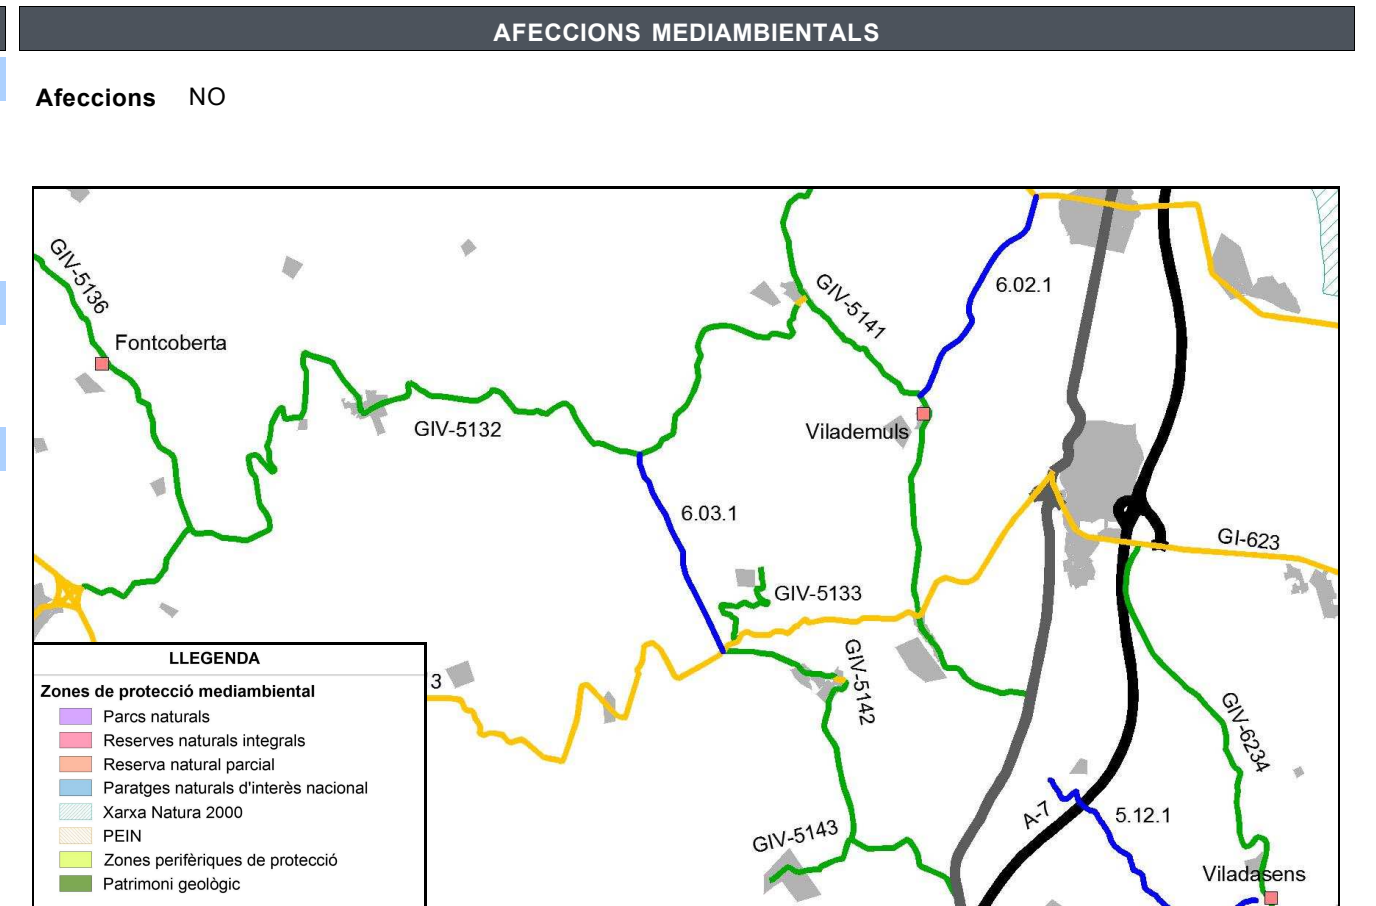 AFECCIONS MEDIAMBIENTALS
Afeccions NO
GIV-5136
Fontcoberta
GIV-5141
6.02.1
GIV-5132
Vilademuls
6.03.1
GI-623
GIV-5133
GIV-5142
3
GIV-6234
A-7
5.12.1
GIV-5143
Viladasens
LLEGENDA
Zones de protecció mediambiental
Parcs naturals
Reserves naturals integrals
Reserva natural parcial
Paratges naturals d'interès nacional
Xarxa Natura 2000
PEIN
Zones perifèriques de protecció
Patrimoni geològic